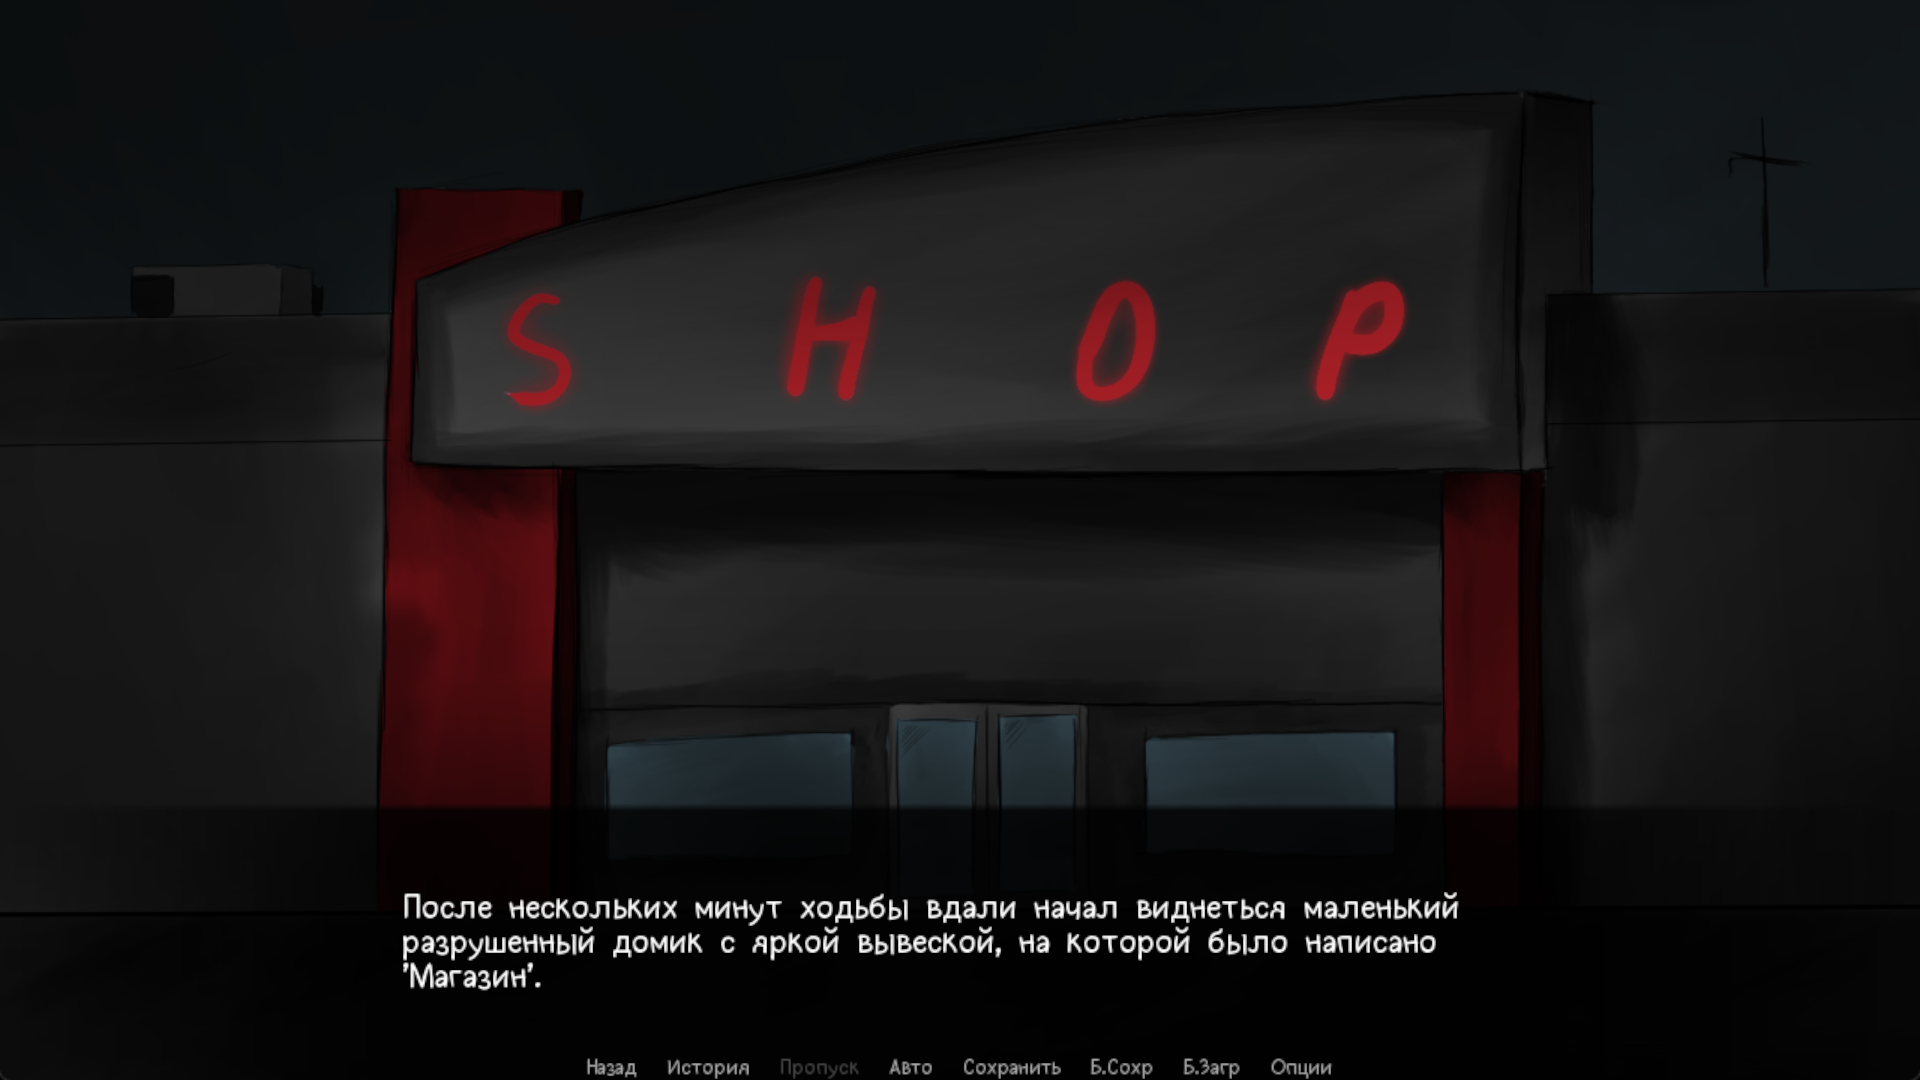 S H O P
После нескольких минут ходьбы вдали начал виднеться маленький
разрушенный домик с яркой вывеской, на которой было написано
'Магазин'.
Назад История Пропуск Авто Сохранить Б.Сохр Б.Загр Опции